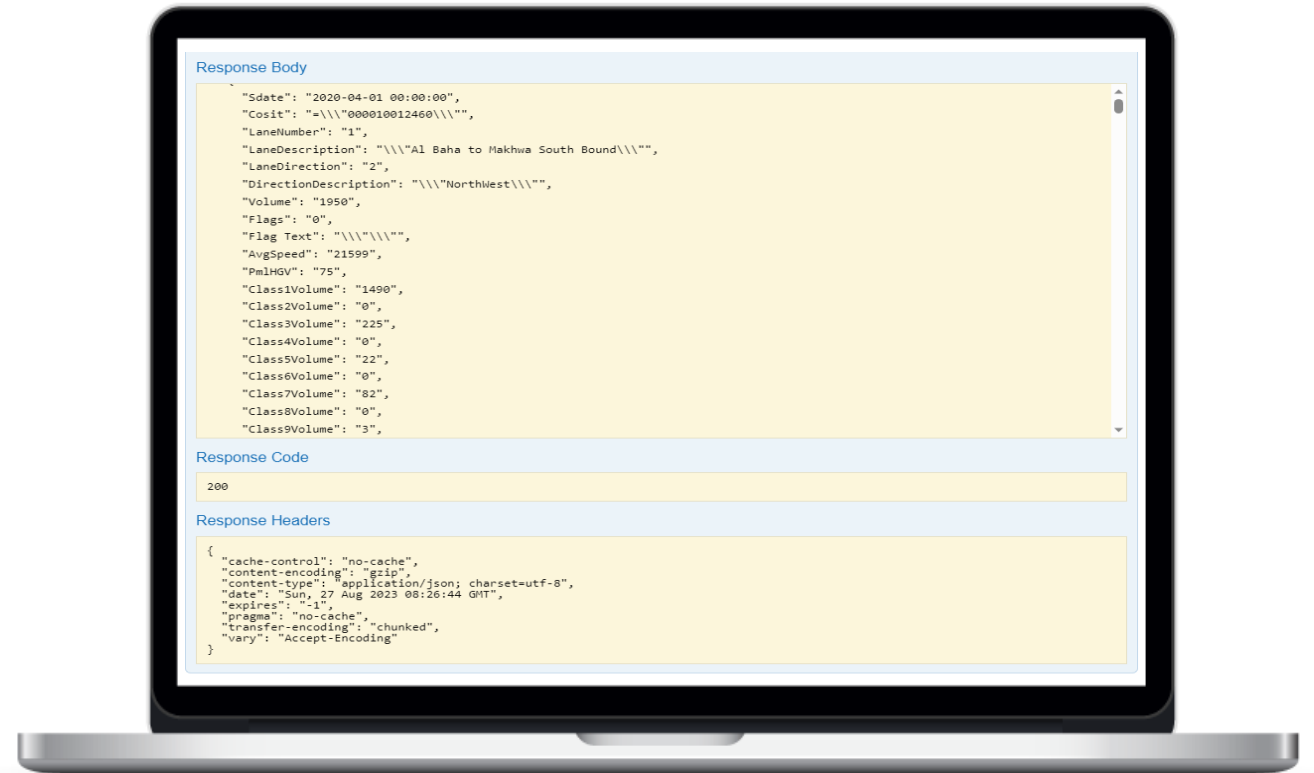 Response Body
"Sdate": "2020-04-01 00:00:00",
"Cosit": "=\\\"000010012460\\\"",
"LaneNumber": "1",
"LaneDescription": "\\\"Al Baha to Makhwa South Bound\\\"",
"LaneDirection": "2",
"DirectionDescription": "\\\"NorthWest\\\"",
"Volume": "1950",
"Flags": "0",
"Flag Text": "\\\"\\\"",
"AvgSpeed": "21599",
"PmlHGV": "75",
"Class1Volume": "1490",
"Class2Volume": "0",
"Class3Volume": "225",
"Class4Volume": "0",
"Class5Volume": "22",
"Class6Volume": "0",
"Class7Volume": "82",
"Class8Volume": "0",
"Class9Volume": "3",
Response Code
200
Response Headers
{
"cache-control": "no-cache",
"content-encoding": "gzip",
"content-type": "application/json; charset=utf-8",
"date": "Sun, 27 Aug 2023 08:26:44 GMT",
"expires": "-1",
"pragma": "no-cache",
"transfer-encoding": "chunked",
"vary": "Accept-Encoding"
}